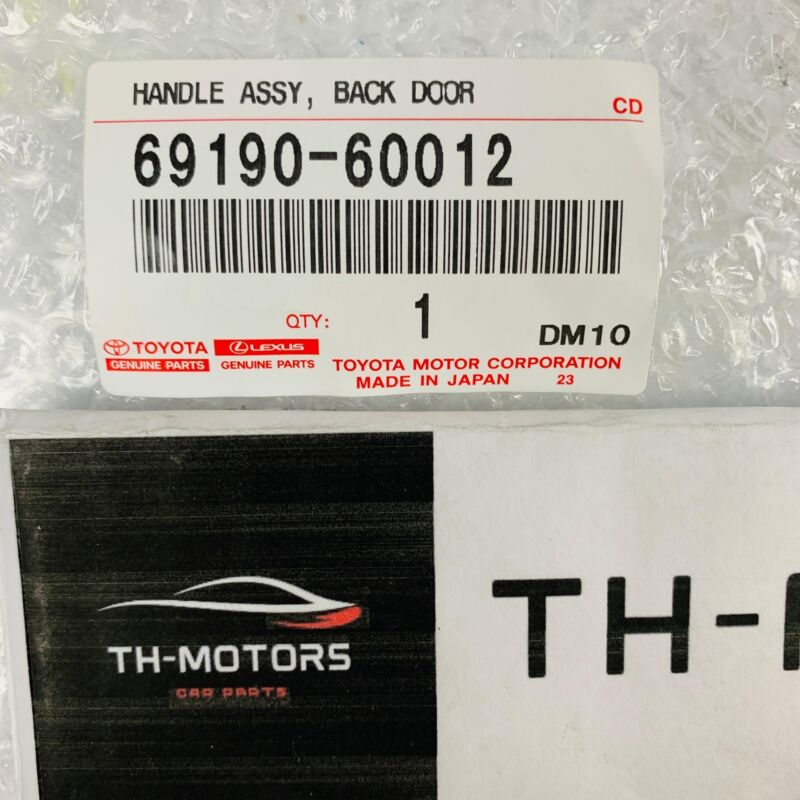 HANDLE ASSY, BACK DOOR
CD
69190-60012
QTY: 1
DM10
TOYOTA
GENUINE PARTS
LEXUS
GENUINE PARTS
TOYOTA MOTOR CORPORATION
MADE IN JAPAN 23
TH-MOTORS
CAR PARTS
TH-